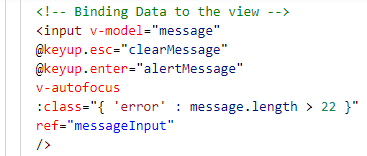 <!-- Binding Data to the view -->
<input v-model="message"
@keyup.esc="clearMessage"
@keyup.enter="alertMessage"
v-autofocus
:class="{ 'error' : message.length > 22 }"
ref="messageInput"
/>